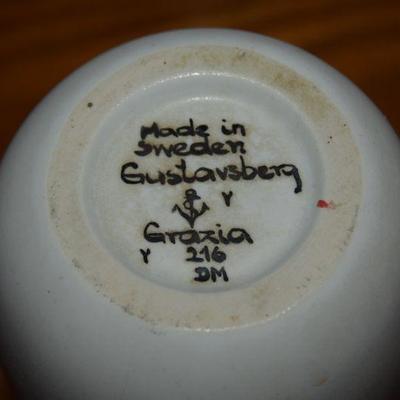 Made in
Sweden
Gustavsberg
Y
Grazia
Y 216
DM